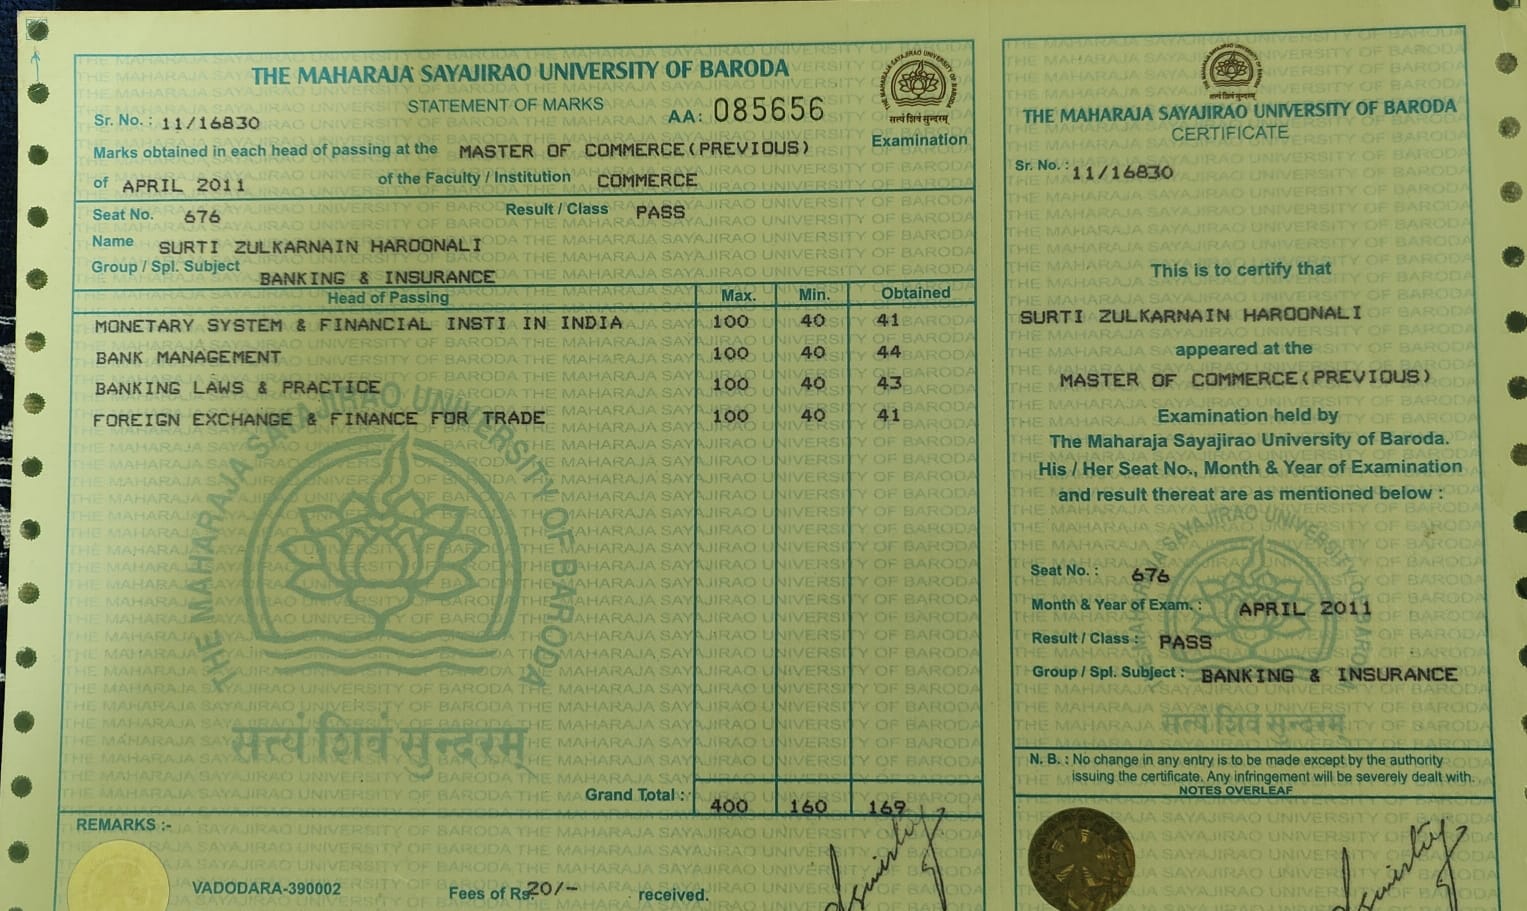 THE MAHARAJA SAYAJIRAO UNIVERSITY OF BARODA
STATEMENT OF MARKS
Sr. No. : 11/16830
AA: 085656
सत्यं शिवं सुन्दरम्
Marks obtained in each head of passing at the MASTER OF COMMERCE(PREVIOUS) Examination
of APRIL 2011 of the Faculty / Institution COMMERCE
Seat No. 676 Result / Class PASS
Name SURTI ZULKARNAIN HAROONALI
Group / Spl. Subject BANKING & INSURANCE
Head of Passing Max. Min. Obtained
MONETARY SYSTEM & FINANCIAL INSTI IN INDIA 100 40 41
BANK MANAGEMENT 100 40 44
BANKING LAWS & PRACTICE 100 40 43
FOREIGN EXCHANGE & FINANCE FOR TRADE 100 40 41
THE MAHARAJA SAYAJIRAO UNIVERSITY OF BARODA
सत्यं शिवं सुन्दरम्
Grand Total : 400 160 169
REMARKS :-
VADODARA-390002 Fees of Rs. 20/- received.
सत्यं शिवं सुन्दरम्
THE MAHARAJA SAYAJIRAO UNIVERSITY OF BARODA
CERTIFICATE
Sr. No. : 11/16830
This is to certify that
SURTI ZULKARNAIN HAROONALI
appeared at the
MASTER OF COMMERCE(PREVIOUS)
Examination held by
The Maharaja Sayajirao University of Baroda.
His / Her Seat No., Month & Year of Examination
and result thereat are as mentioned below :
Seat No. : 676
Month & Year of Exam. : APRIL 2011
Result / Class : PASS
Group / Spl. Subject : BANKING & INSURANCE
सत्यं शिवं सुन्दरम्
N. B. : No change in any entry is to be made except by the authority
issuing the certificate. Any infringement will be severely dealt with.
NOTES OVERLEAF